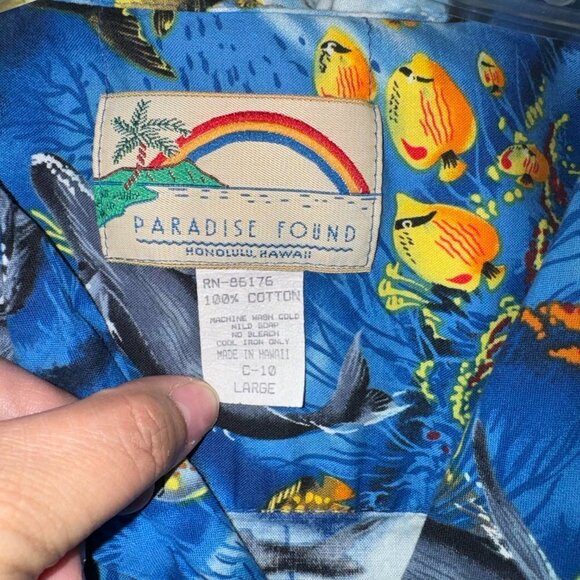 PARADISE FOUND
HONOLULU, HAWAII
RN-86176
100% COTTON
MACHINE WASH COLD
MILD SOAP
NO BLEACH
COOL IRON ONLY
MADE IN HAWAII
C-10
LARGE